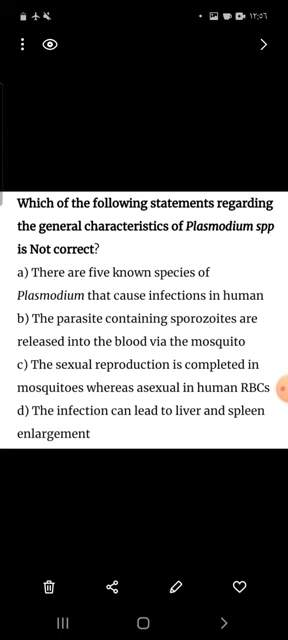 ١٢:٥٦
Which of the following statements regarding
the general characteristics of Plasmodium spp
is Not correct?
a) There are five known species of
Plasmodium that cause infections in human
b) The parasite containing sporozoites are
released into the blood via the mosquito
c) The sexual reproduction is completed in
mosquitoes whereas asexual in human RBCs
d) The infection can lead to liver and spleen
enlargement